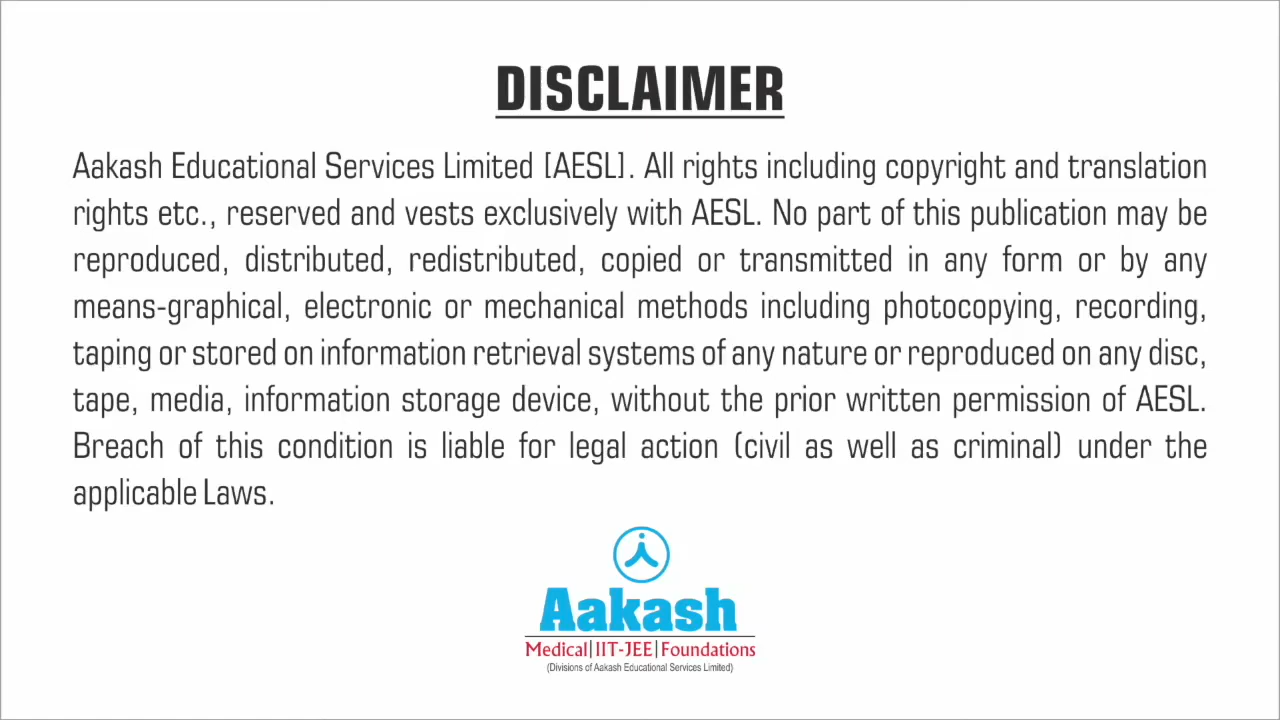 DISCLAIMER
Aakash Educational Services Limited [AESL]. All rights including copyright and translation
rights etc., reserved and vests exclusively with AESL. No part of this publication may be
reproduced, distributed, redistributed, copied or transmitted in any form or by any
means-graphical, electronic or mechanical methods including photocopying, recording,
taping or stored on information retrieval systems of any nature or reproduced on any disc,
tape, media, information storage device, without the prior written permission of AESL.
Breach of this condition is liable for legal action (civil as well as criminal) under the
applicable Laws.
Aakash
Medical|IIT-JEE|Foundations
(Divisions of Aakash Educational Services Limited)